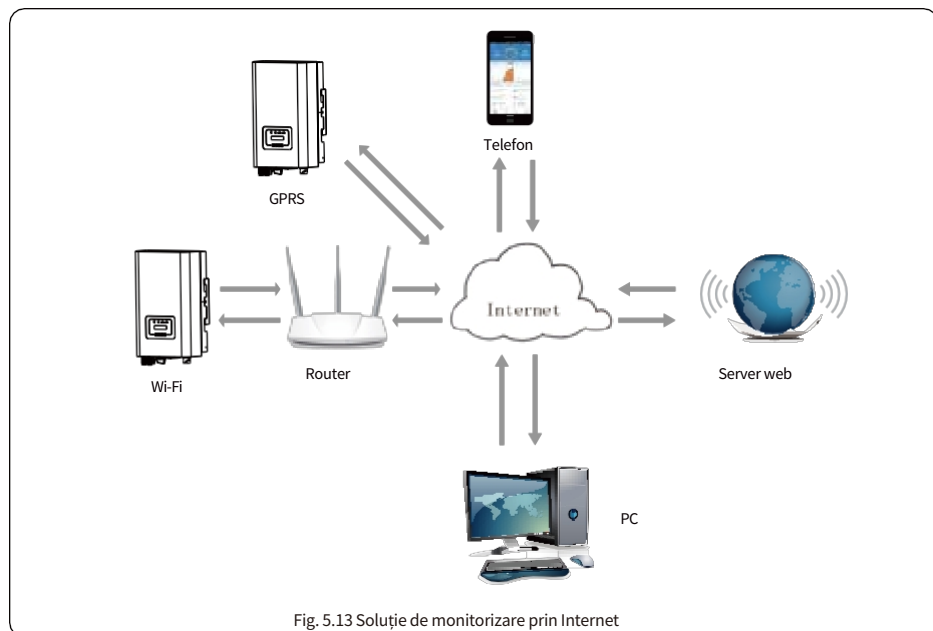 Telefon
GPRS
Internet
Wi-Fi
Router
Server web
PC
Fig. 5.13 Soluție de monitorizare prin Internet